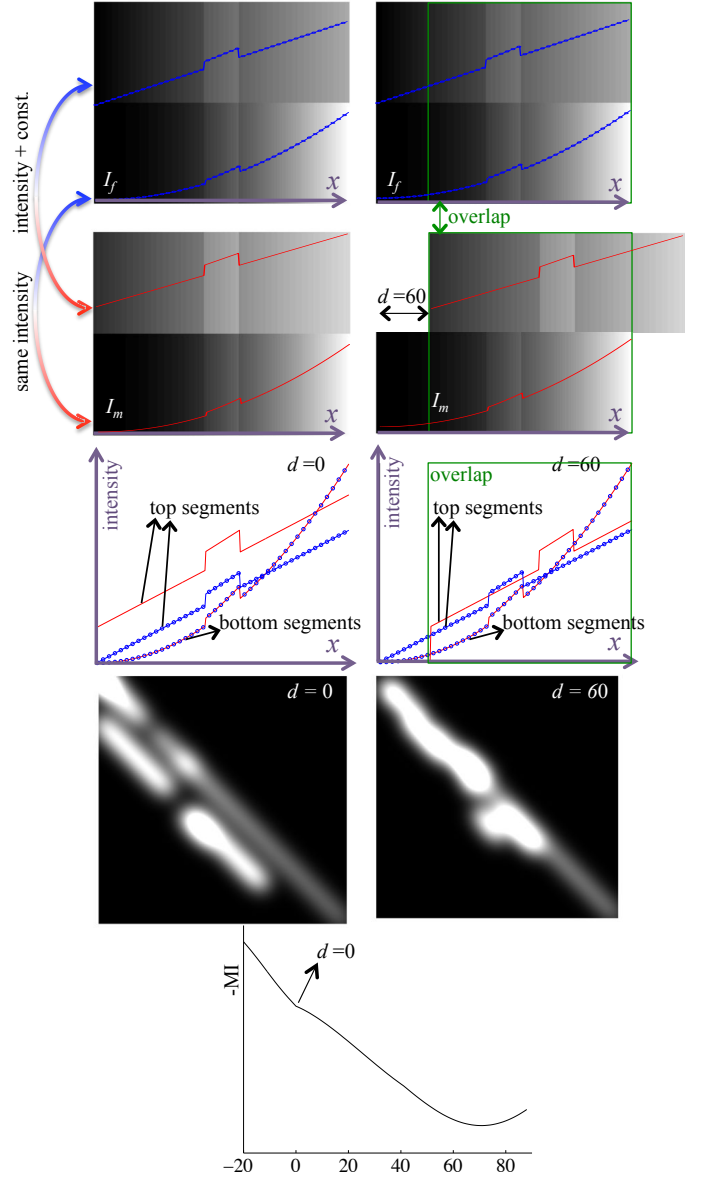 intensity + const.
same intensity
I_f
x
I_f
x
overlap
d =60
I_m
x
I_m
x
intensity
d =0
top segments
bottom segments
x
intensity
overlap
d =60
top segments
bottom segments
x
d = 0
d = 60
-MI
d =0
−20 0 20 40 60 80